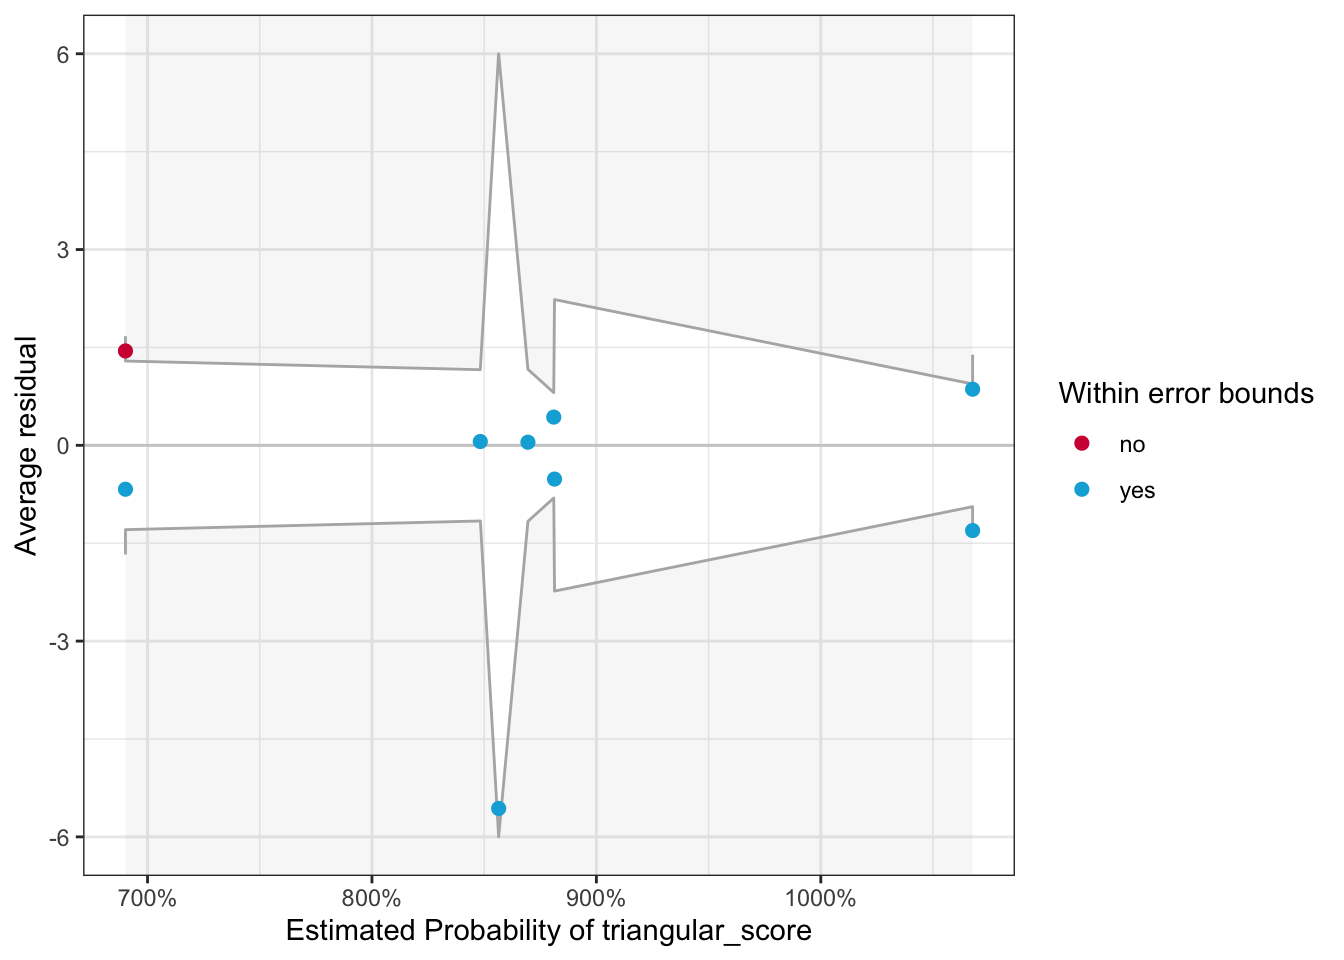 6
3
0
-3
-6
Average residual
700%
800%
900%
1000%
Estimated Probability of triangular_score
Within error bounds
no
yes